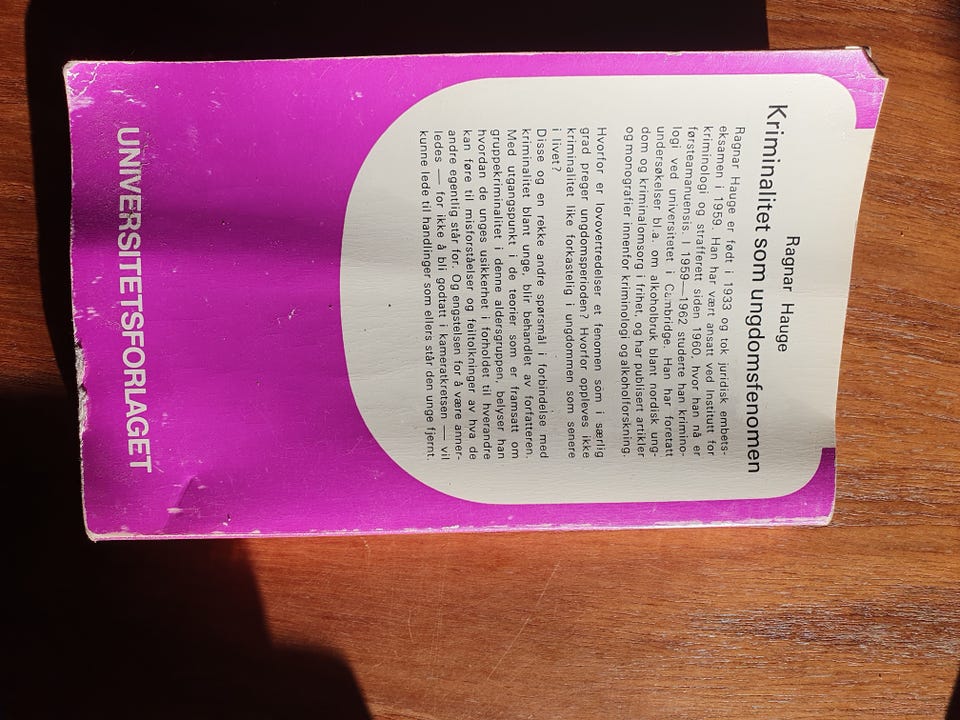 Ragnar Hauge
Kriminalitet som ungdomsfenomen
Ragnar Hauge er født i 1933 og tok juridisk embets-
eksamen i 1959. Han har vært ansatt ved Institutt for
kriminologi og strafferett siden 1960, hvor han nå er
førsteamanuensis. I 1959—1962 studerte han krimino-
logi ved universitetet i Cambridge. Han har foretatt
undersøkelser bl.a. om alkoholbruk blant nordisk ung-
dom og kriminalomsorg i frihet, og har publisert artikler
og monografier innenfor kriminologi og alkoholforskning.
Hvorfor er lovovertredelser et fenomen som i særlig
grad preger ungdomsperioden? Hvorfor oppleves ikke
kriminalitet like forkastelig i ungdommen som senere
i livet?
Disse og en rekke andre spørsmål i forbindelse med
kriminalitet blant unge, blir behandlet av forfatteren.
Med utgangspunkt i de teorier som er framsatt om
gruppekriminalitet i denne aldersgruppen, belyser han
hvordan de unges usikkerhet i forholdet til hverandre
kan føre til misforståelser og feiltolkninger av hva de
andre egentlig står for. Og engstelsen for å være anner-
ledes — for ikke å bli godtatt i kameratkretsen — vil
kunne lede til handlinger som ellers står den unge fjernt.
UNIVERSITETSFORLAGET